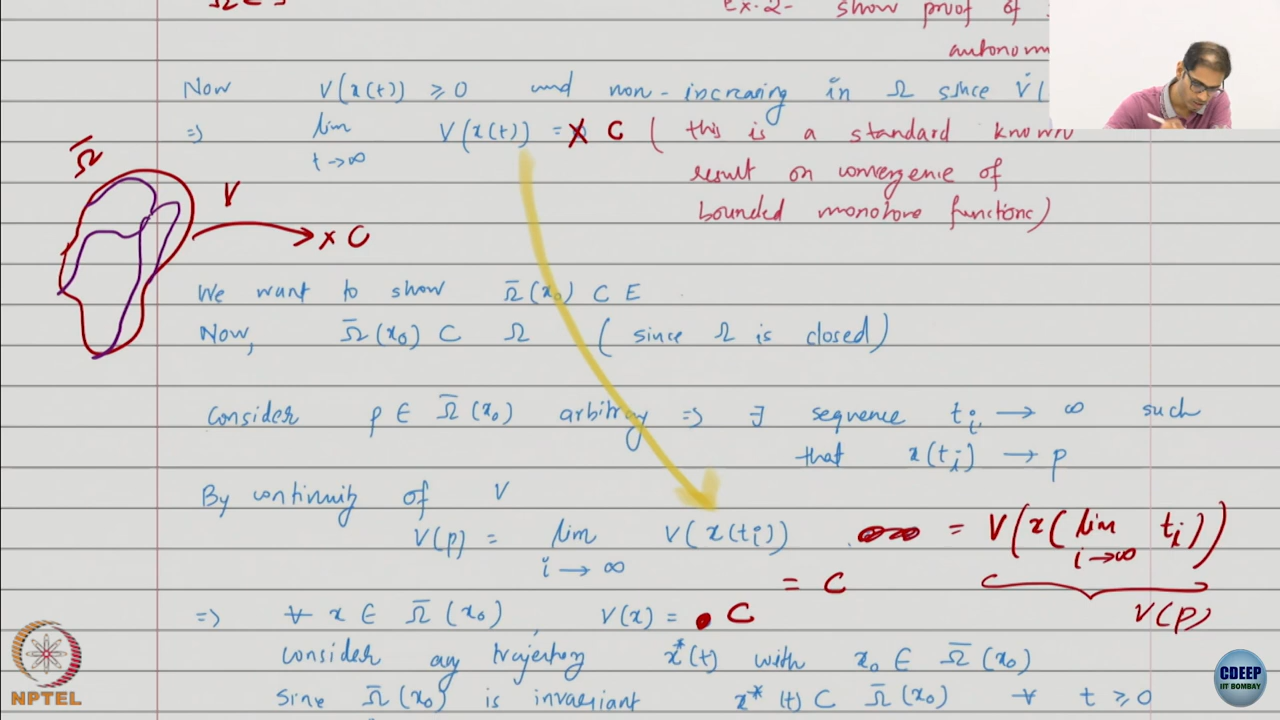 Ex. 2- show proof of
autonom
Now V(x(t)) ≥ 0 and non-increasing in Ω since V̇(
=> lim V(x(t)) = C ( this is a standard known
t→∞
result on convergenie of
bounded monotone functions)
Ω̄
V
x C
We want to show Ω̄(x₀) ⊂ E
Now, Ω̄(x₀) ⊂ Ω ( since Ω is closed)
Consider p ∈ Ω̄(x₀) arbitrary => ∃ sequence tᵢ → ∞ such
that x(tᵢ) → p
By continuity of V
V(p) = lim V(x(tᵢ)) = V(x(lim tᵢ))
i→∞ i→∞
= C
V(p)
=> ∀ x ∈ Ω̄(x₀), V(x) = C
Consider any trajectory x*(t) with x₀ ∈ Ω̄(x₀)
Since Ω̄(x₀) is invariant x*(t) ⊂ Ω̄(x₀) ∀ t ≥ 0
NPTEL
CDEEP
IIT BOMBAY